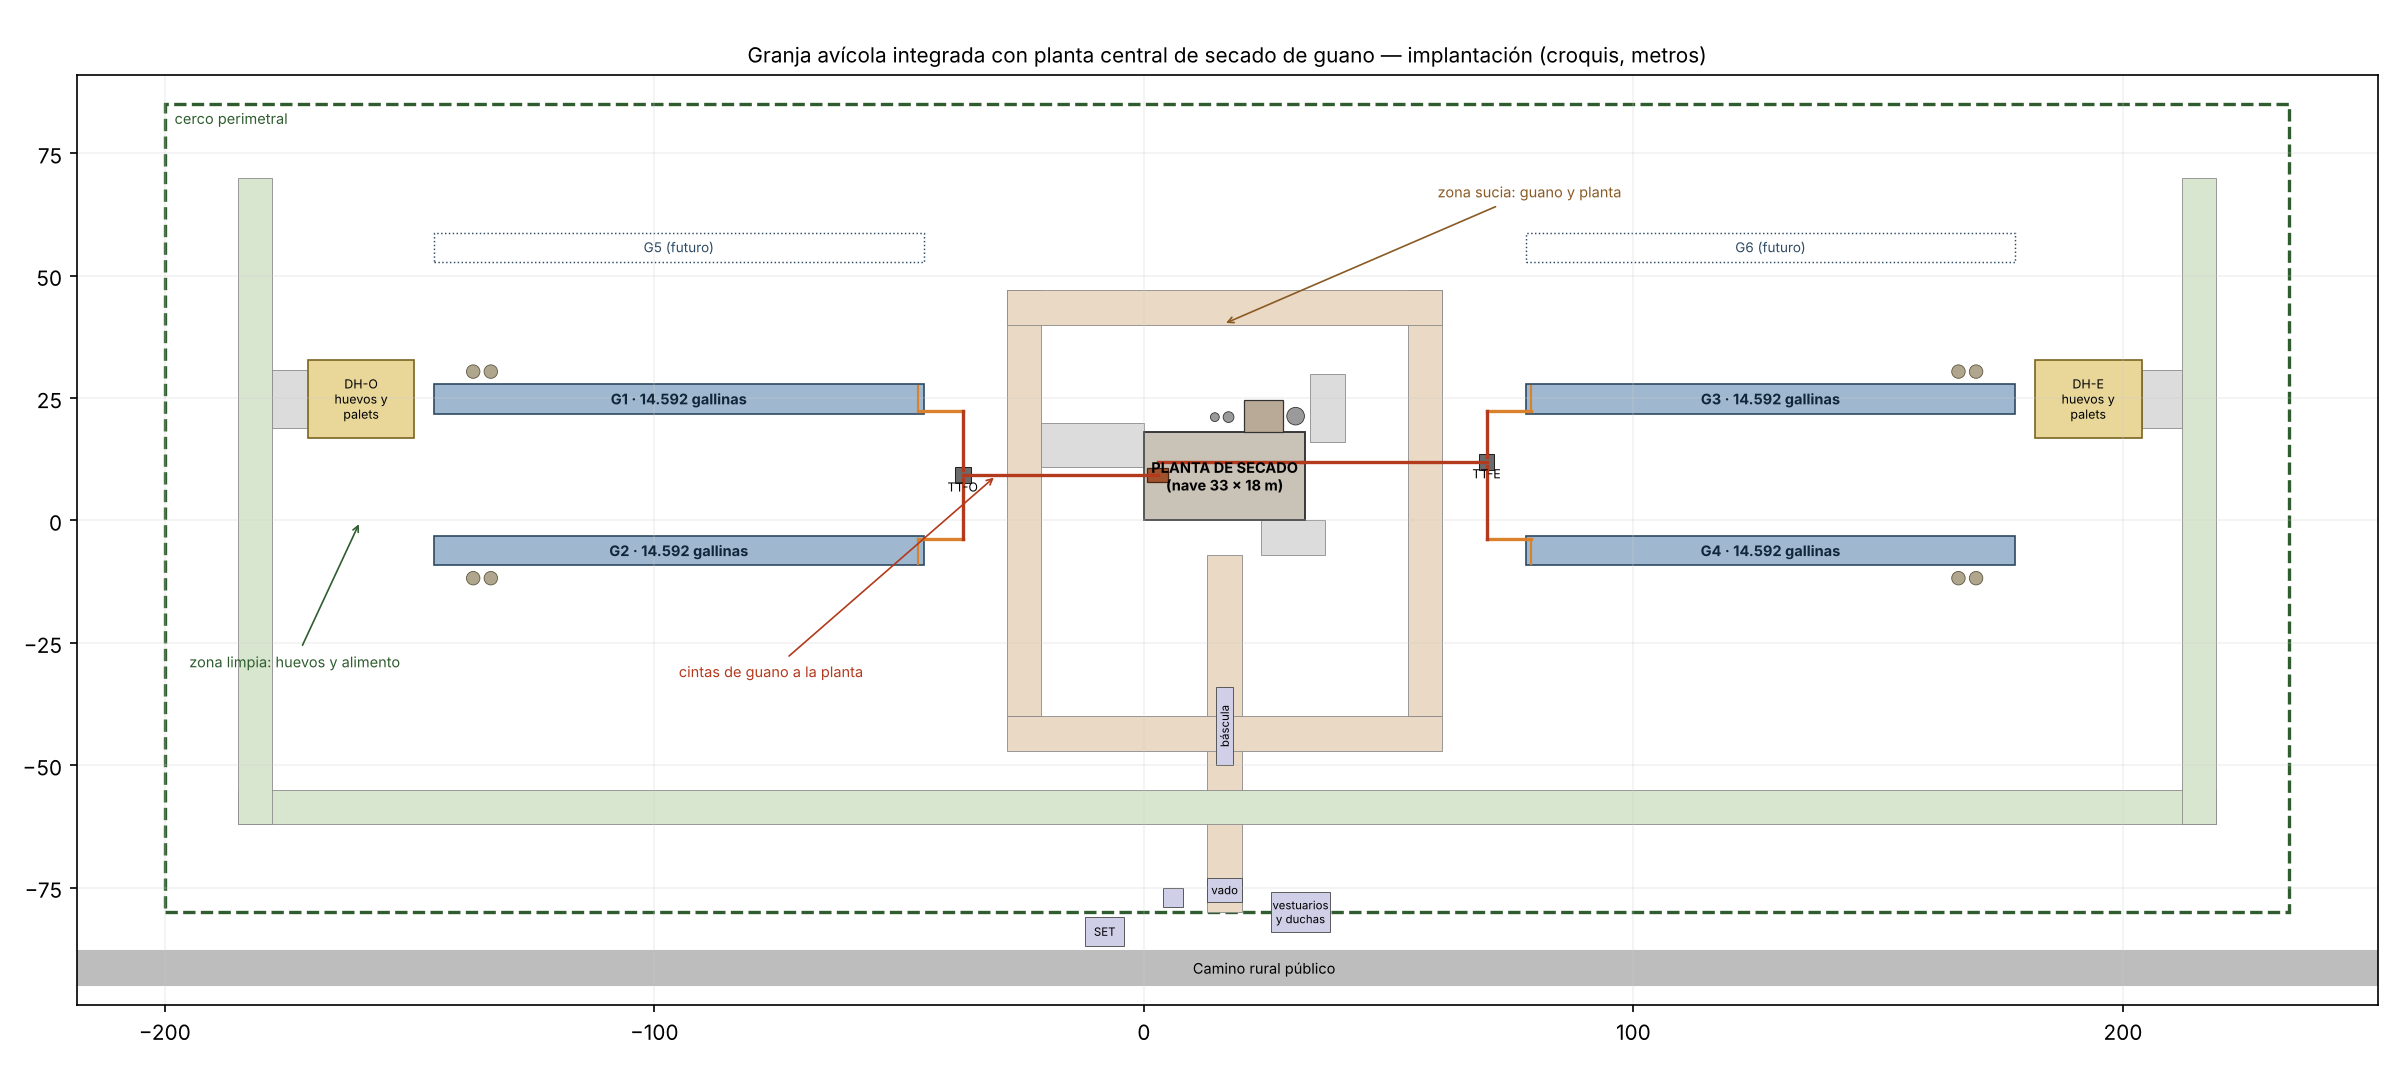 Granja avícola integrada con planta central de secado de guano — implantación (croquis, metros)
cerco perimetral
75
zona sucia: guano y planta
G5 (futuro)
G6 (futuro)
50
DH-O
huevos y
palets
G1 · 14.592 gallinas
G3 · 14.592 gallinas
DH-E
huevos y
palets
25
PLANTA DE SECADO
(nave 33 × 18 m)
TT-O
TT-E
0
G2 · 14.592 gallinas
G4 · 14.592 gallinas
−25
zona limpia: huevos y alimento
cintas de guano a la planta
báscula
−50
−75
vado
vestuarios
y duchas
SET
Camino rural público
−200
−100
0
100
200